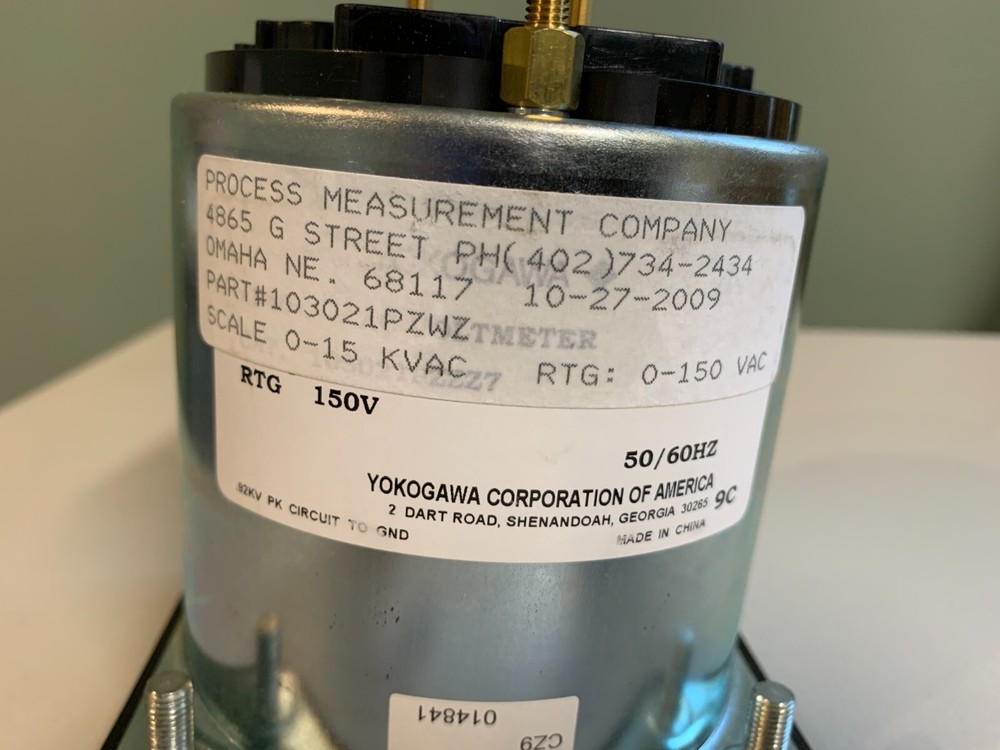 PROCESS MEASUREMENT COMPANY
4865 G STREET PH(402)734-2434
OMAHA NE. 68117 10-27-2009
PART#103021PZWZ
TMETER
SCALE 0-15 KVAC RTG: 0-150 VAC
RTG 150V
50/60HZ
YOKOGAWA CORPORATION OF AMERICA
2 DART ROAD, SHENANDOAH, GEORGIA 30265 9C
.92KV PK CIRCUIT TO GND
MADE IN CHINA
014841
CZ9